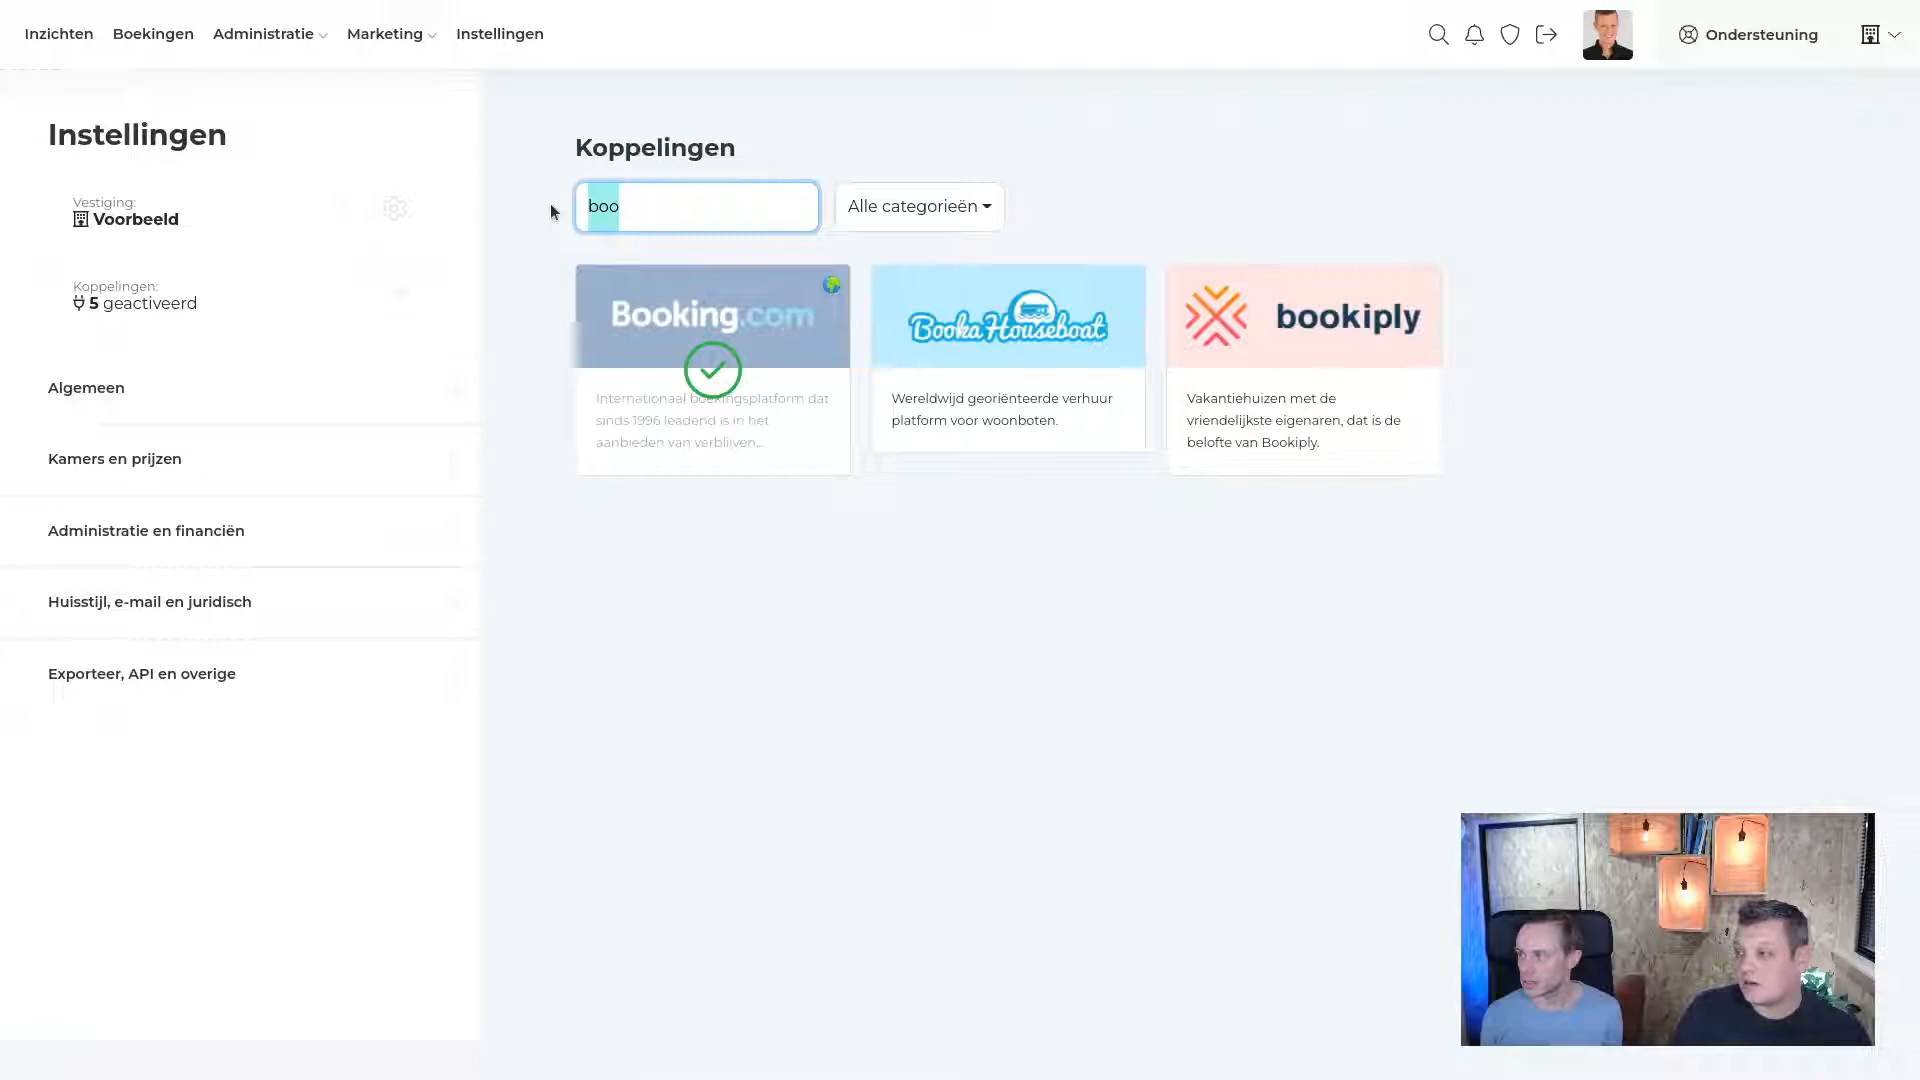 Inzichten Boekingen Administratie Marketing Instellingen
Ondersteuning
Instellingen
Vestiging:
Voorbeeld
Koppelingen:
5 geactiveerd
Algemeen
Kamers en prijzen
Administratie en financiën
Huisstijl, e-mail en juridisch
Exporteer, API en overige
Koppelingen
boo
Alle categorieën
Booking.com
Internationaal boekingsplatform dat
sinds 1996 leadend is in het
aanbieden van verblijven...
Booka Houseboat
Wereldwijd georiënteerde verhuur
platform voor woonboten.
bookiply
Vakantiehuizen met de
vriendelijkste eigenaren, dat is de
belofte van Bookiply.